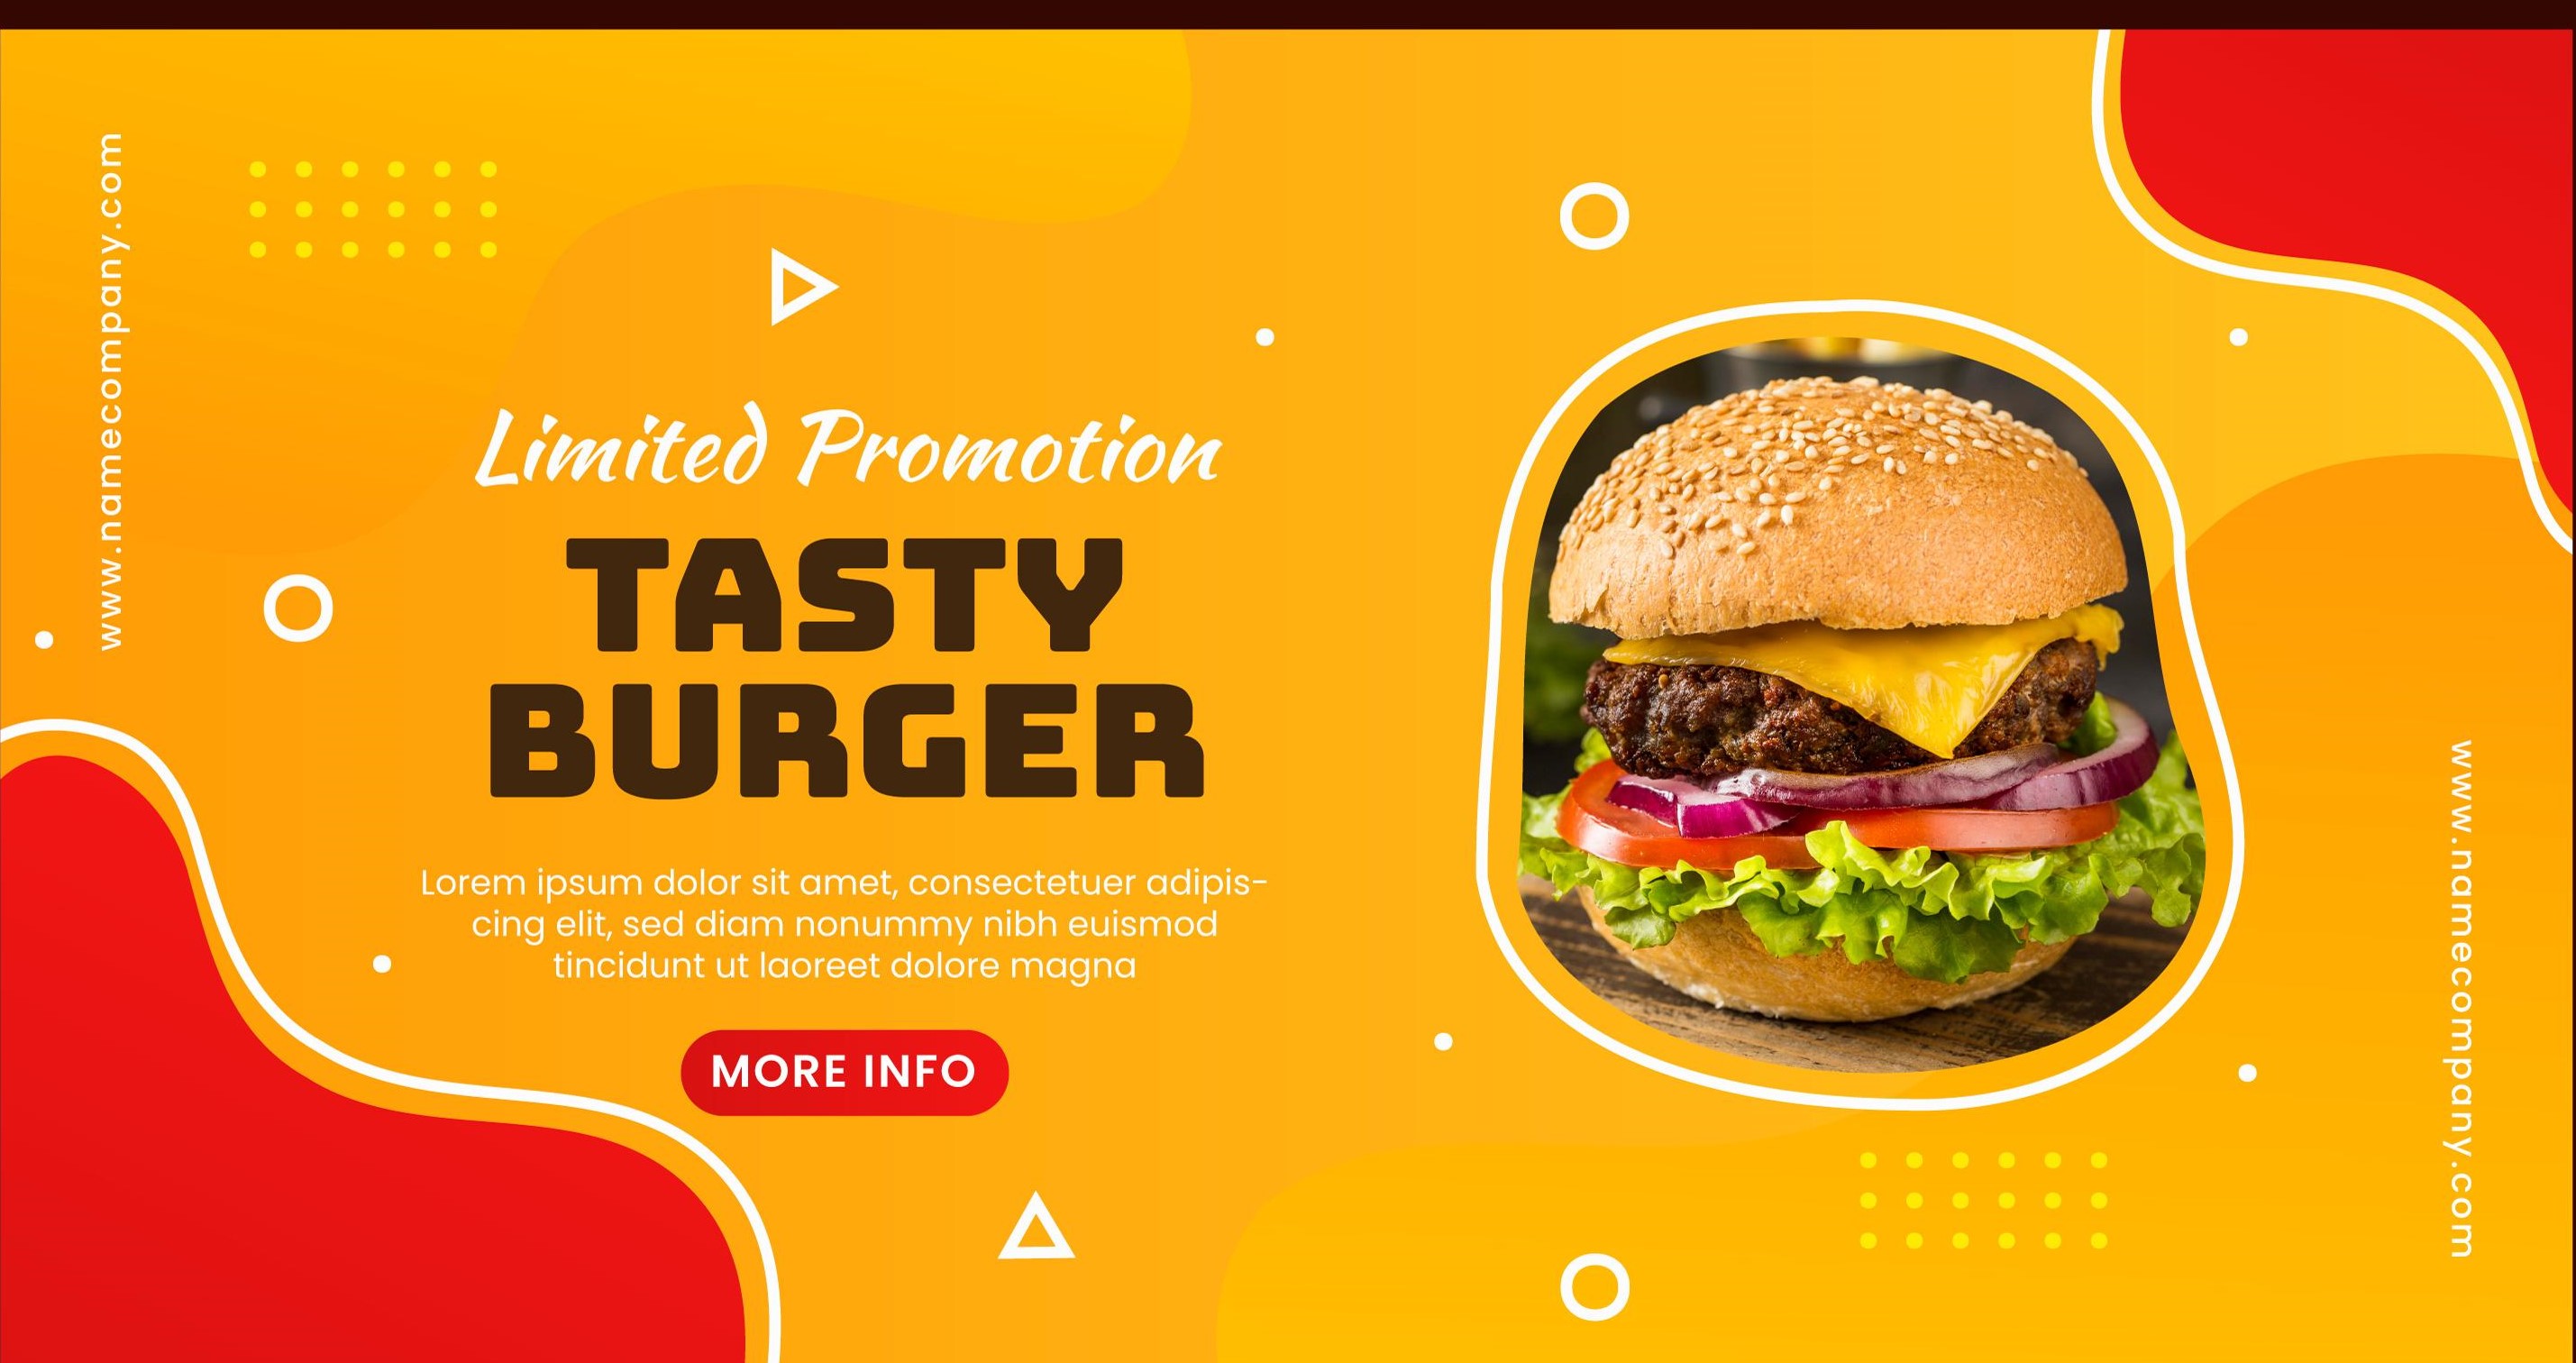 www.namecompany.com
Limited Promotion
TASTY
BURGER
Lorem ipsum dolor sit amet, consectetuer adipis-
cing elit, sed diam nonummy nibh euismod
tincidunt ut laoreet dolore magna
MORE INFO
www.namecompany.com